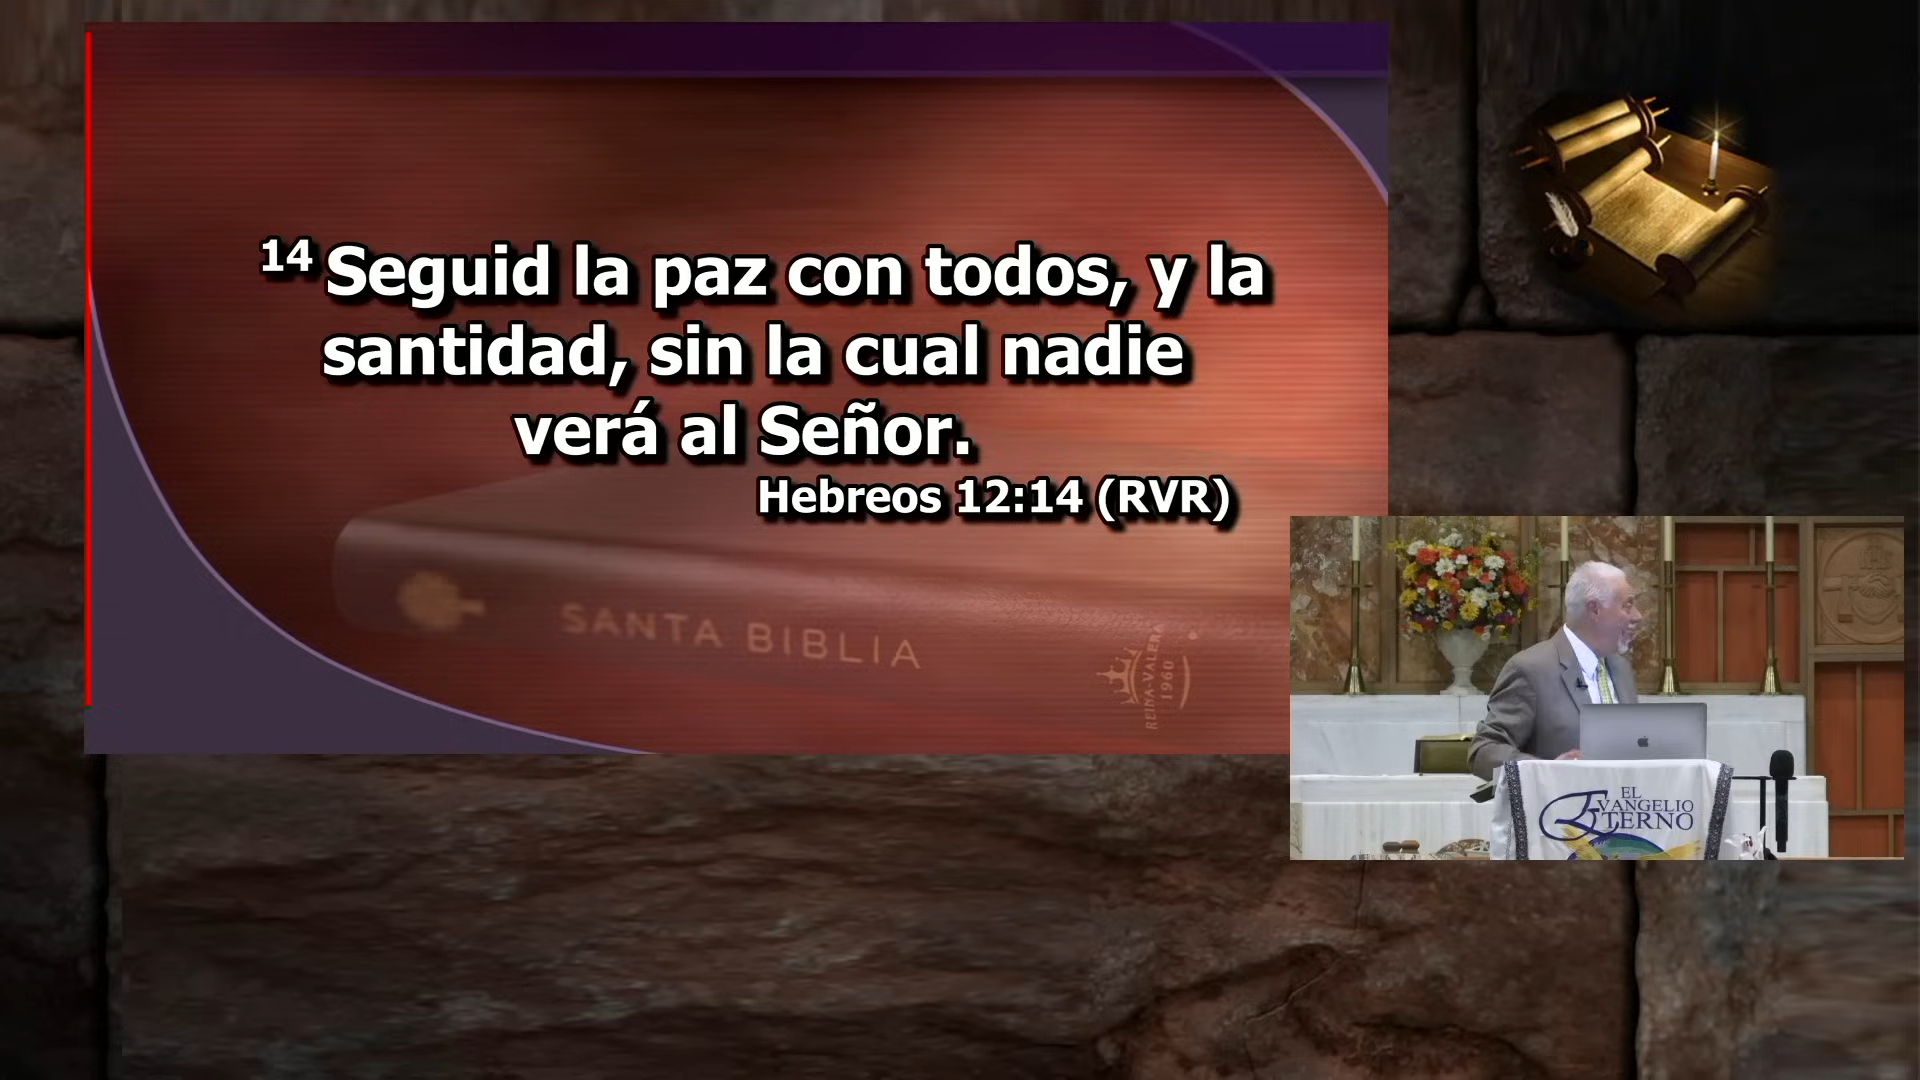 14 Seguid la paz con todos, y la
santidad, sin la cual nadie
verá al Señor.
Hebreos 12:14 (RVR)
SANTA BIBLIA
REINA-VALERA
1960
EL
EVANGELIO
ETERNO